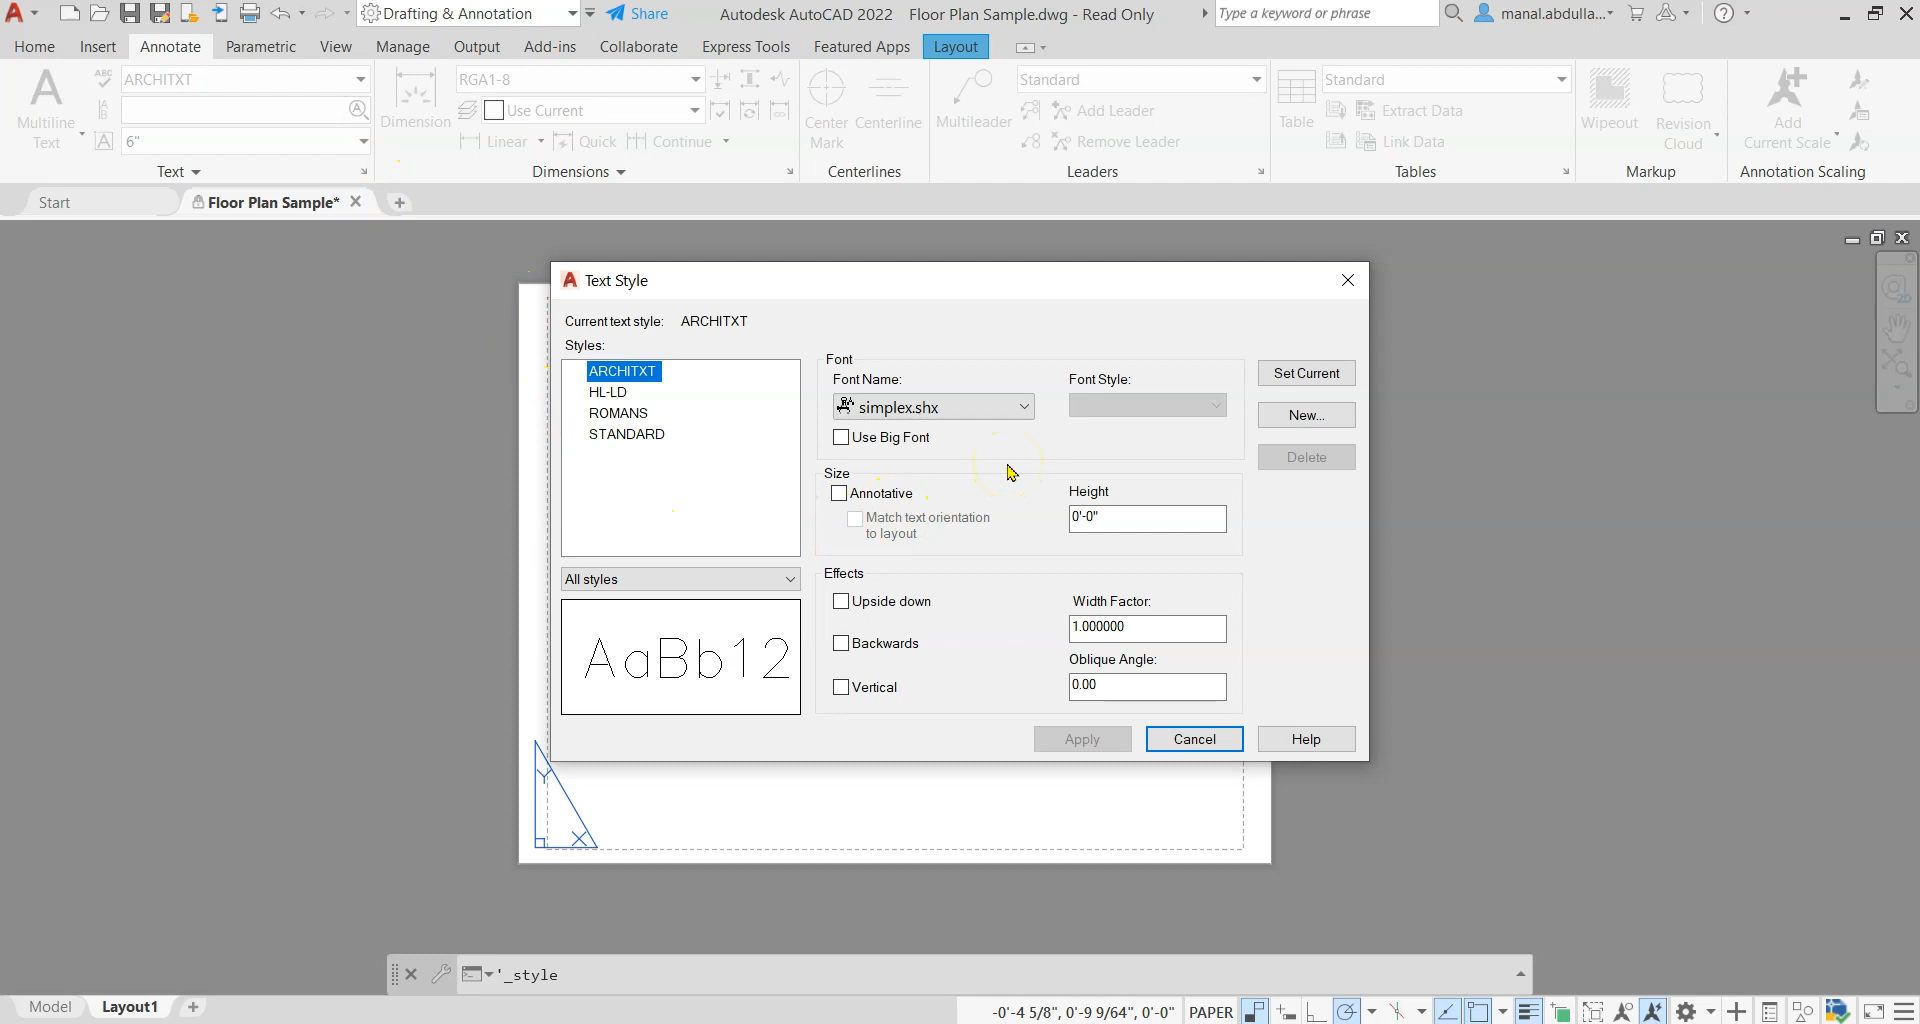 Drafting & Annotation Share Autodesk AutoCAD 2022 Floor Plan Sample.dwg - Read Only Type a keyword or phrase manal.abdulla...
Home Insert Annotate Parametric View Manage Output Add-ins Collaborate Express Tools Featured Apps Layout
ABC ARCHITXT RGA1-8 Standard Standard
Multiline Text
Use Current
Dimension
Center Mark
Centerline
Multileader
Add Leader
Table
Extract Data
Wipeout
Revision Cloud
Add Current Scale
6" Linear Quick Continue Remove Leader Link Data
Text Dimensions Centerlines Leaders Tables Markup Annotation Scaling
Start Floor Plan Sample*
Text Style
Current text style: ARCHITXT
Styles:
ARCHITXT
HL-LD
ROMANS
STANDARD
All styles
AaBb12
Font
Font Name: Font Style:
simplex.shx
Use Big Font
Size
Annotative
Match text orientation
to layout
Height
0'-0"
Effects
Upside down
Backwards
Vertical
Width Factor:
1.000000
Oblique Angle:
0.00
Set Current
New...
Delete
Apply Cancel Help
Y
X
'_style
Model Layout1 -0'-4 5/8", 0'-9 9/64", 0'-0" PAPER